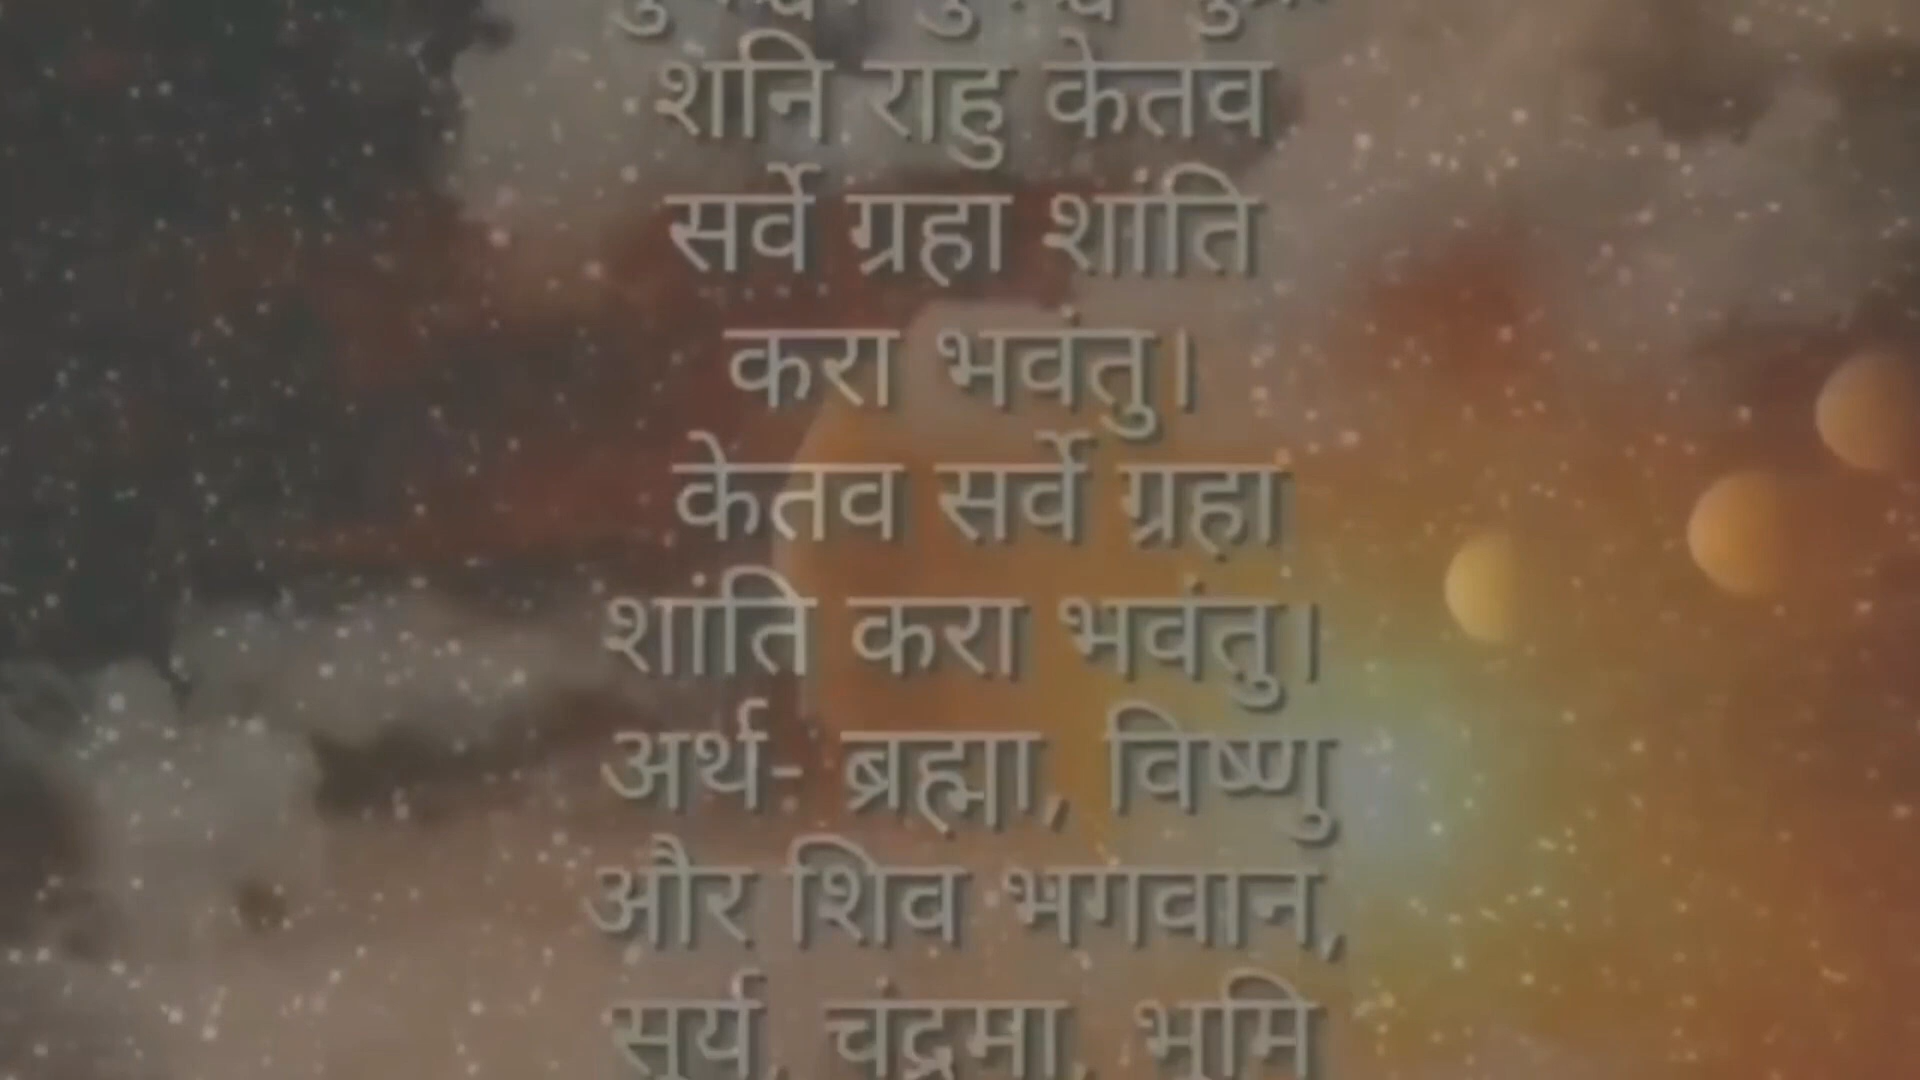 शनि राहु केतव
सर्वे ग्रहा शांति
करा भवंतु।
केतव सर्वे ग्रहा
शांति करा भवंतु।
अर्थ- ब्रह्मा, विष्णु
और शिव भगवान,
सूर्य, चंद्रमा, भूमि